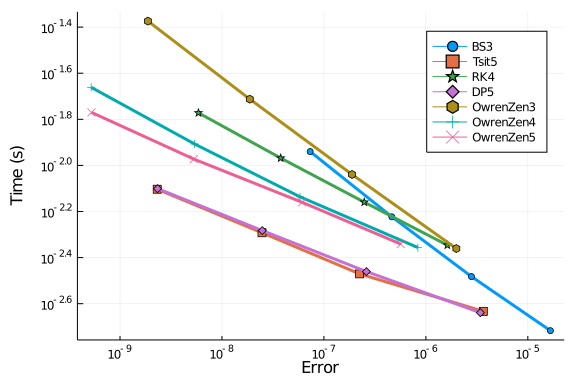 10^-1.4
10^-1.6
10^-1.8
10^-2.0
10^-2.2
10^-2.4
10^-2.6
Time (s)
BS3
Tsit5
RK4
DP5
OwrenZen3
OwrenZen4
OwrenZen5
10^-9 10^-8 10^-7 10^-6 10^-5
Error